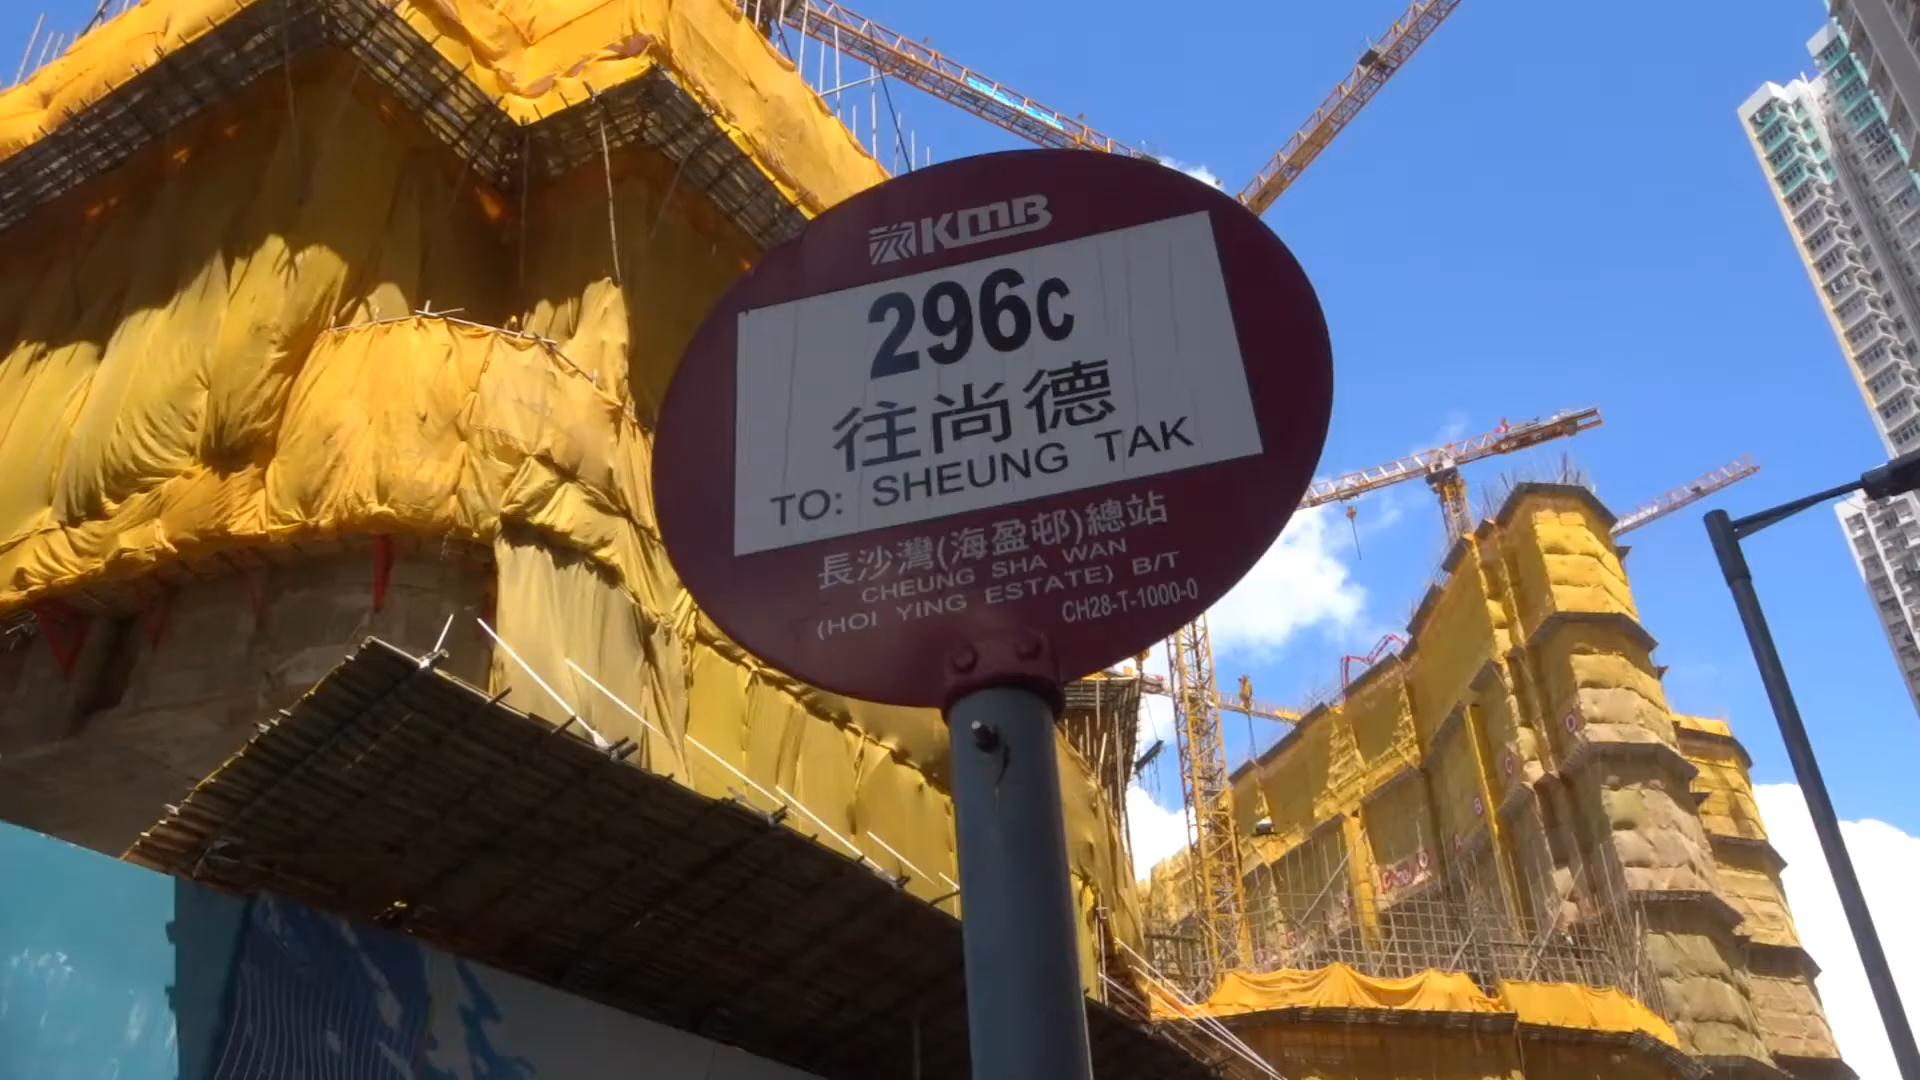 KMB
296C
往尚德
TO: SHEUNG TAK
長沙灣(海盈邨)總站
CHEUNG SHA WAN
(HOI YING ESTATE) B/T
CH28-T-1000-0